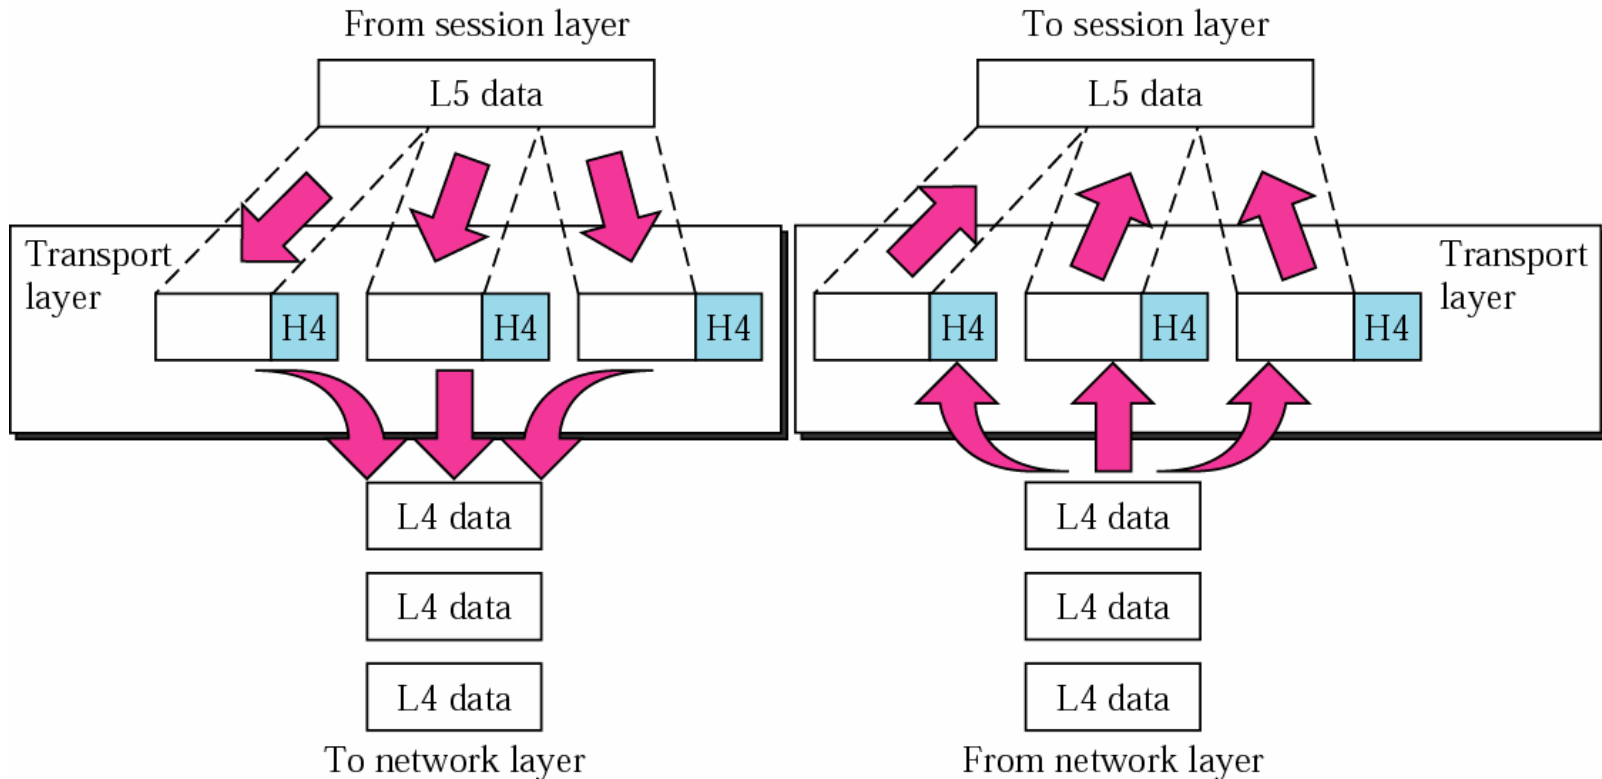 From session layer
L5 data
Transport
layer
H4
H4
H4
L4 data
L4 data
L4 data
To network layer
To session layer
L5 data
Transport
layer
H4
H4
H4
L4 data
L4 data
L4 data
From network layer